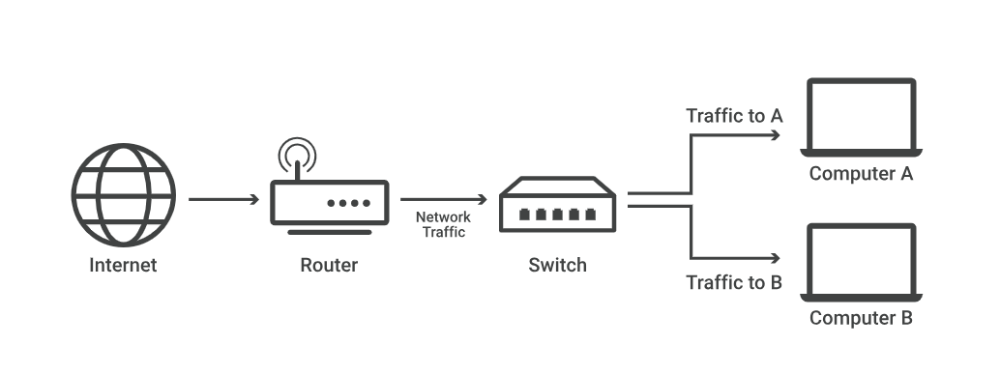 Internet
Router
Network
Traffic
Switch
Traffic to A
Computer A
Traffic to B
Computer B